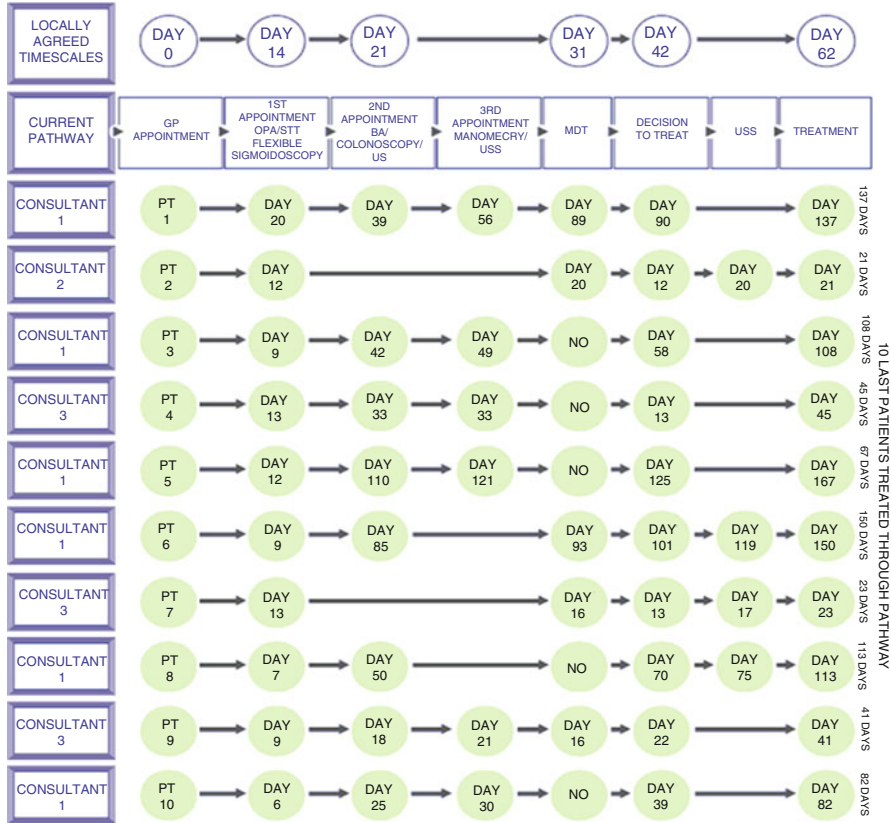 LOCALLY
AGREED
TIMESCALES
DAY
0
DAY
14
DAY
21
DAY
31
DAY
42
DAY
62
CURRENT
PATHWAY
GP
APPOINTMENT
1ST
APPOINTMENT
OPA/STT
FLEXIBLE
SIGMOIDOSCOPY
2ND
APPOINTMENT
BA/
COLONOSCOPY/
US
3RD
APPOINTMENT
MANOMECRY/
USS
MDT
DECISION
TO TREAT
USS
TREATMENT
CONSULTANT
1
PT
1
DAY
20
DAY
39
DAY
56
DAY
89
DAY
90
DAY
137
137 DAYS
CONSULTANT
2
PT
2
DAY
12
DAY
20
DAY
12
DAY
20
DAY
21
21 DAYS
CONSULTANT
1
PT
3
DAY
9
DAY
42
DAY
49
NO
DAY
58
DAY
108
108 DAYS
CONSULTANT
3
PT
4
DAY
13
DAY
33
DAY
33
NO
DAY
13
DAY
45
45 DAYS
CONSULTANT
1
PT
5
DAY
12
DAY
110
DAY
121
NO
DAY
125
DAY
167
67 DAYS
CONSULTANT
1
PT
6
DAY
9
DAY
85
DAY
93
DAY
101
DAY
119
DAY
150
150 DAYS
CONSULTANT
3
PT
7
DAY
13
DAY
16
DAY
13
DAY
17
DAY
23
23 DAYS
CONSULTANT
1
PT
8
DAY
7
DAY
50
NO
DAY
70
DAY
75
DAY
113
113 DAYS
CONSULTANT
3
PT
9
DAY
9
DAY
18
DAY
21
DAY
16
DAY
22
DAY
41
41 DAYS
CONSULTANT
1
PT
10
DAY
6
DAY
25
DAY
30
NO
DAY
39
DAY
82
82 DAYS
10 LAST PATIENTS TREATED THROUGH PATHWAY